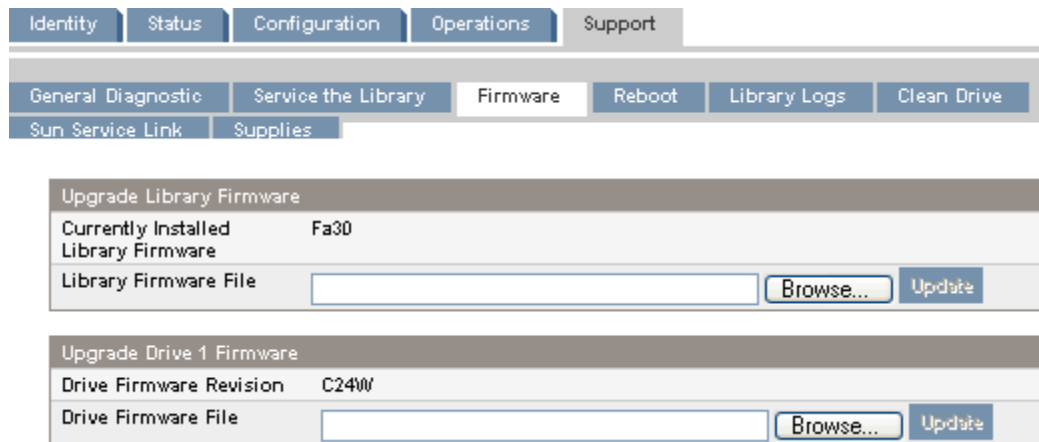 Identity Status Configuration Operations Support
General Diagnostic Service the Library Firmware Reboot Library Logs Clean Drive
Sun Service Link Supplies
Upgrade Library Firmware
Currently Installed Fa30
Library Firmware
Library Firmware File Browse... Update
Upgrade Drive 1 Firmware
Drive Firmware Revision C24W
Drive Firmware File Browse... Update